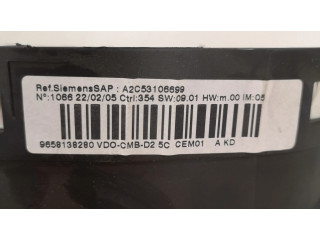 Ref.SiemensSAP : A2C53106699
Nº:1066 22/02/05 Ctrl:354 SW:09.01 HW:m.00 IM:05
9658138280 VDO-CMB-D2 5C CEM01 A KD